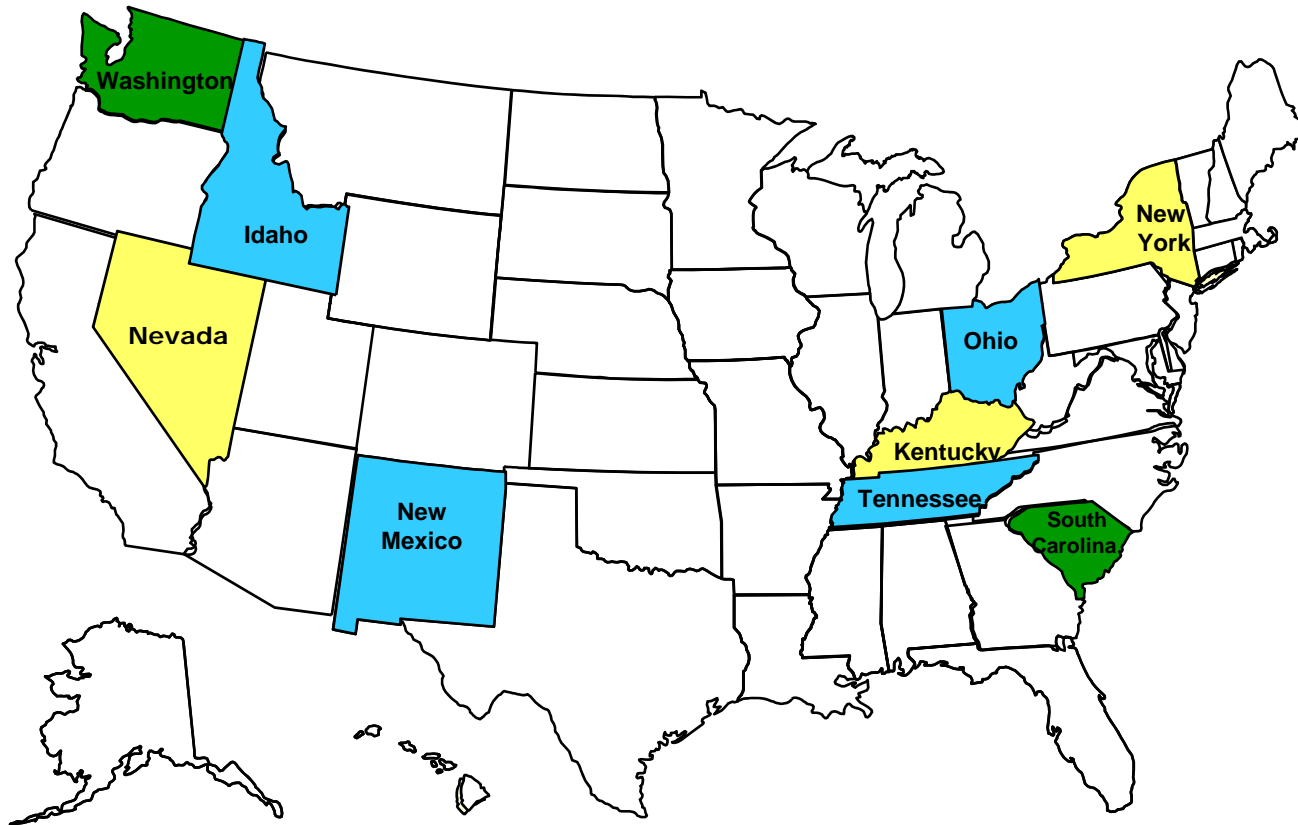 Washington
Idaho
New
York
Nevada
Ohio
Kentucky
Tennessee
New
Mexico
South
Carolina